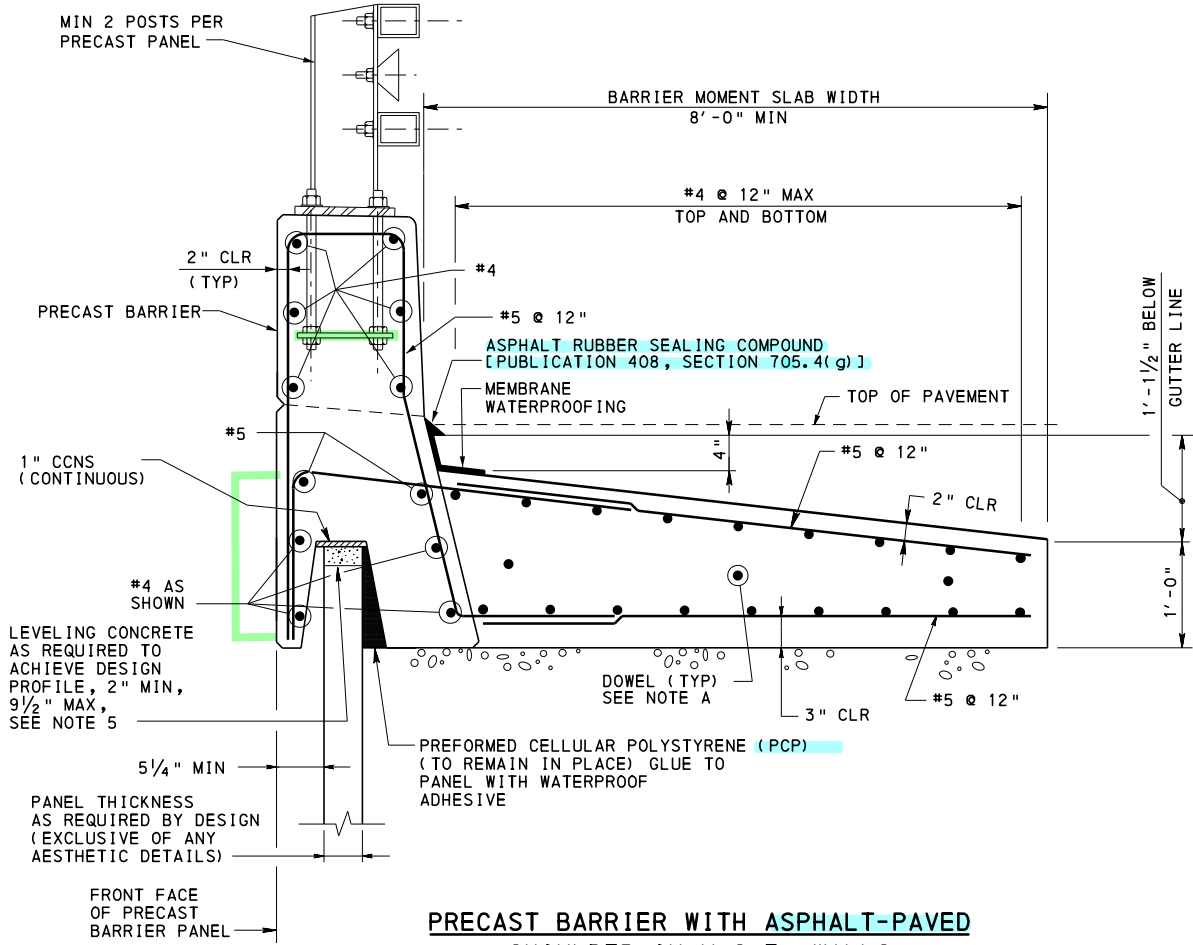 MIN 2 POSTS PER
PRECAST PANEL
BARRIER MOMENT SLAB WIDTH
8'-0" MIN
#4 @ 12" MAX
TOP AND BOTTOM
2" CLR
(TYP)
#4
PRECAST BARRIER
#5 @ 12"
ASPHALT RUBBER SEALING COMPOUND
[PUBLICATION 408, SECTION 705.4(g)]
MEMBRANE
WATERPROOFING
TOP OF PAVEMENT
1'-1½" BELOW
GUTTER LINE
#5
4"
#5 @ 12"
1" CCNS
(CONTINUOUS)
2" CLR
#4 AS
SHOWN
1'-0"
LEVELING CONCRETE
AS REQUIRED TO
ACHIEVE DESIGN
PROFILE, 2" MIN,
9½" MAX,
SEE NOTE 5
DOWEL (TYP)
SEE NOTE A
#5 @ 12"
3" CLR
PREFORMED CELLULAR POLYSTYRENE (PCP)
(TO REMAIN IN PLACE) GLUE TO
PANEL WITH WATERPROOF
ADHESIVE
5¼" MIN
PANEL THICKNESS
AS REQUIRED BY DESIGN
(EXCLUSIVE OF ANY
AESTHETIC DETAILS)
FRONT FACE
OF PRECAST
BARRIER PANEL
PRECAST BARRIER WITH ASPHALT-PAVED